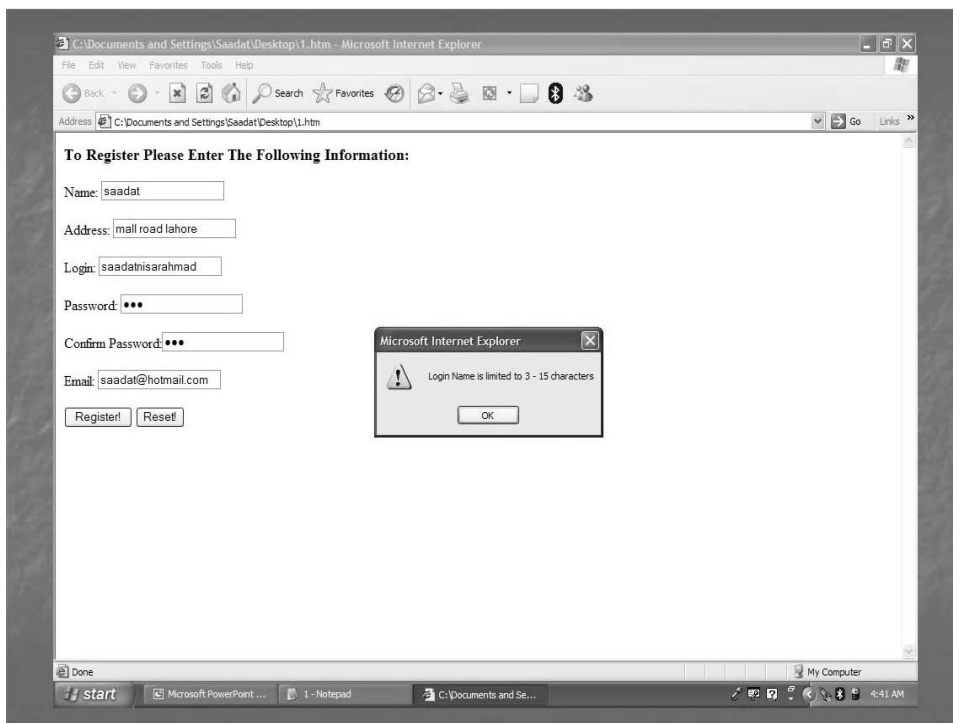 C:\Documents and Settings\Saadat\Desktop\1.htm - Microsoft Internet Explorer
File Edit View Favorites Tools Help
Back Search Favorites
Address C:\Documents and Settings\Saadat\Desktop\1.htm Go Links »
To Register Please Enter The Following Information:
Name: saadat
Address: mall road lahore
Login: saadatnisarahmad
Password: •••
Confirm Password: •••
Email: saadat@hotmail.com
Register! Reset!
Microsoft Internet Explorer
Login Name is limited to 3 - 15 characters
OK
Done My Computer
start Microsoft PowerPoint ... 1 - Notepad C:\Documents and Se... 4:41 AM